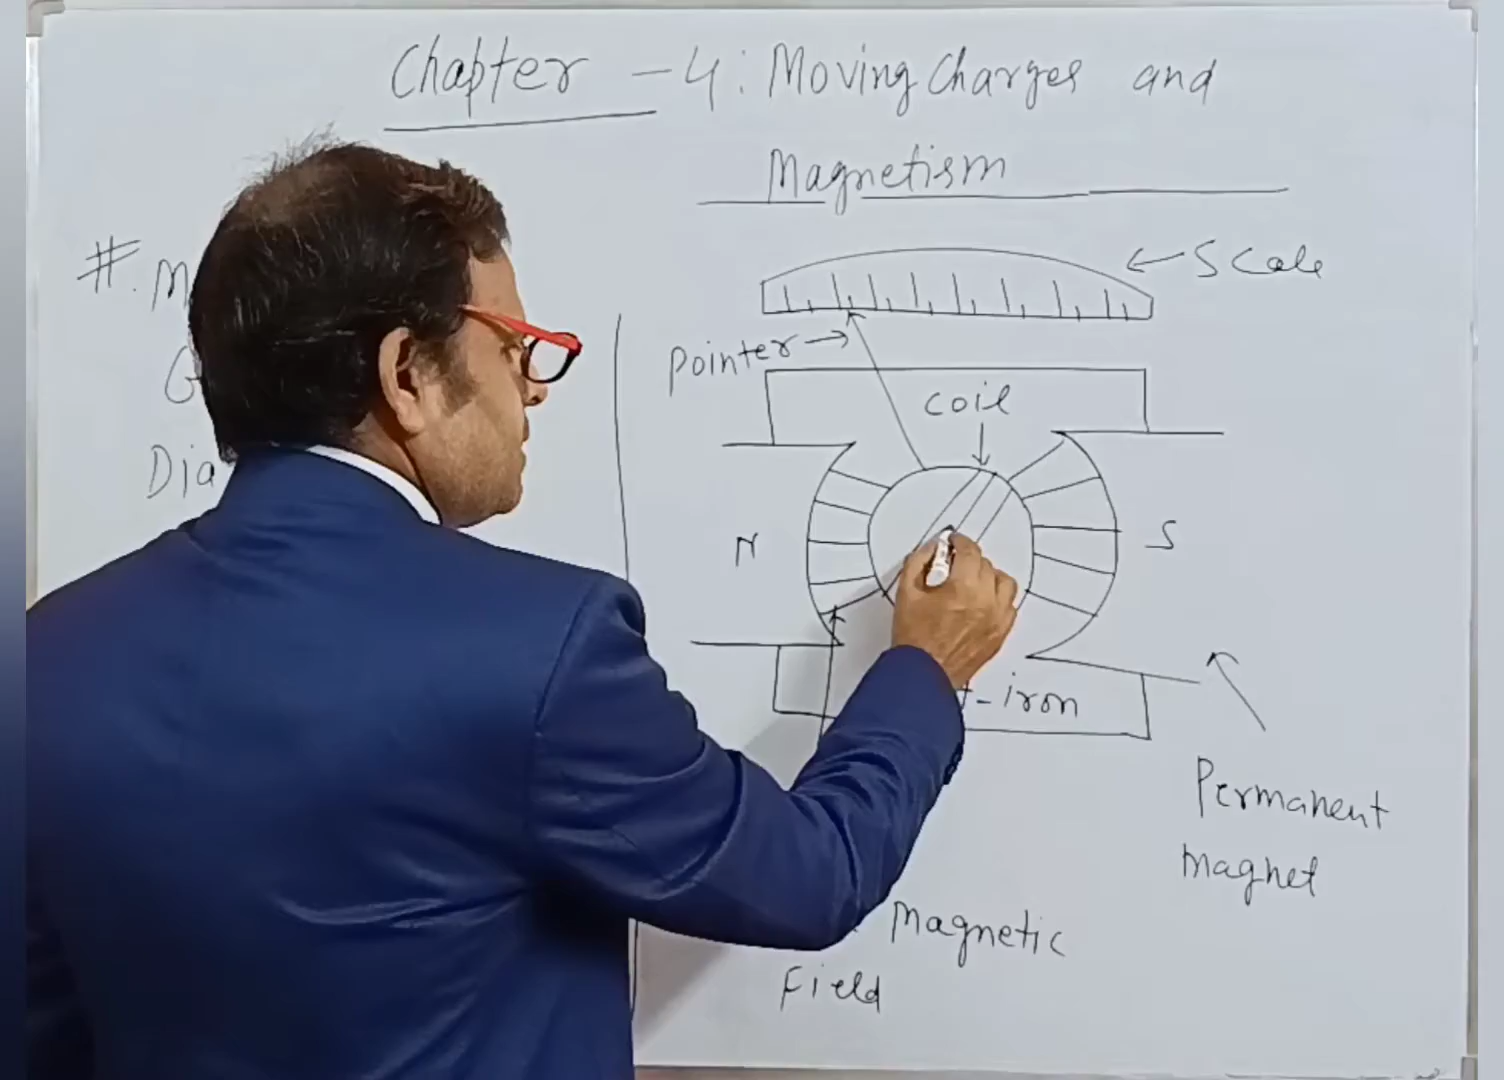 Chapter - 4: Moving Charges and
Magnetism
# M
G
Dia
← Scale
Pointer →
Coil
N
S
t-iron
Permanent
magnet
Magnetic
Field